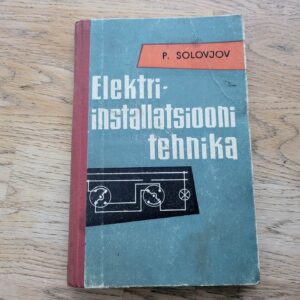 P. SOLOVJOV
Elektri-
installatsiooni
tehnika